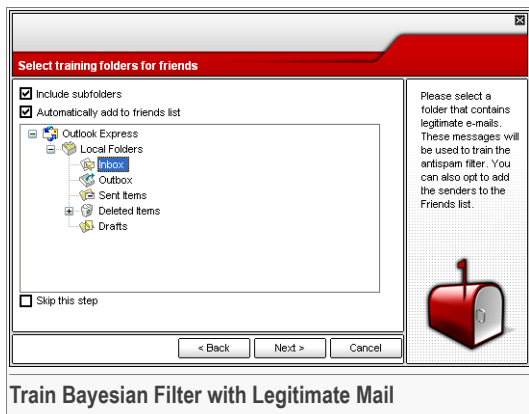 Select training folders for friends
Include subfolders
Automatically add to friends list
Outlook Express
Local Folders
Inbox
Outbox
Sent Items
Deleted Items
Drafts
Skip this step
Please select a
folder that contains
legitimate e-mails.
These messages will
be used to train the
antispam filter. You
can also opt to add
the senders to the
Friends list.
< Back
Next >
Cancel
Train Bayesian Filter with Legitimate Mail